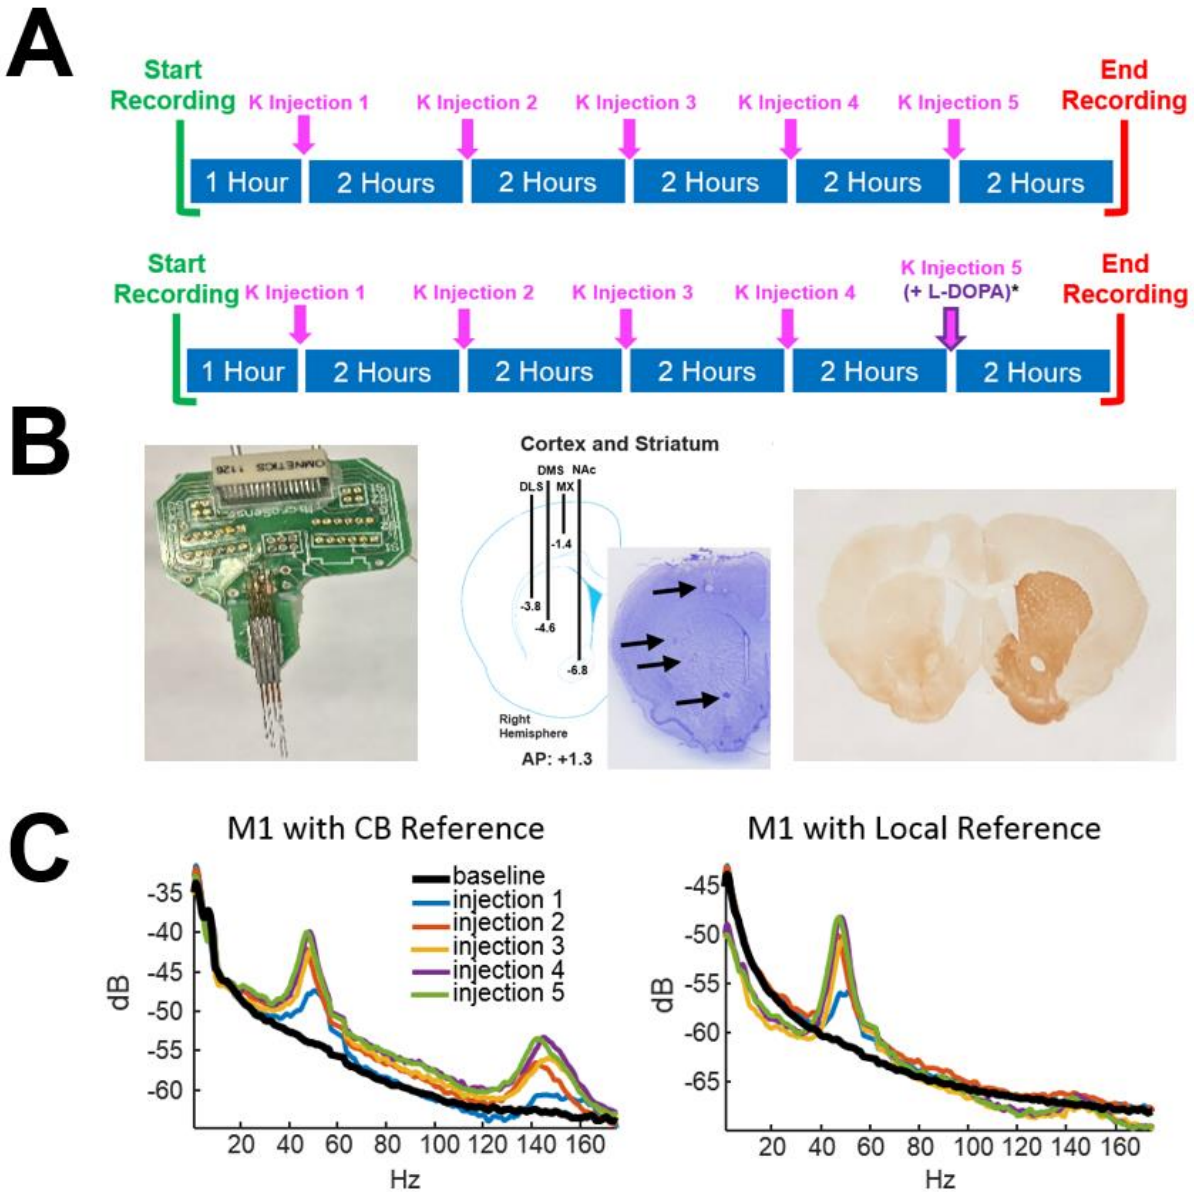 A
Start
Recording
K Injection 1
K Injection 2
K Injection 3
K Injection 4
K Injection 5
End
Recording
1 Hour
2 Hours
2 Hours
2 Hours
2 Hours
2 Hours
Start
Recording
K Injection 1
K Injection 2
K Injection 3
K Injection 4
K Injection 5
(+ L-DOPA)*
End
Recording
1 Hour
2 Hours
2 Hours
2 Hours
2 Hours
2 Hours
B
OMNETICS 1126
Cortex and Striatum
DMS NAc
DLS MX
-1.4
-3.8
-4.6
-6.8
Right
Hemisphere
AP: +1.3
C
M1 with CB Reference
baseline
injection 1
injection 2
injection 3
injection 4
injection 5
dB
-35
-40
-45
-50
-55
-60
20 40 60 80 100 120 140 160
Hz
M1 with Local Reference
dB
-45
-50
-55
-60
-65
20 40 60 80 100 120 140 160
Hz